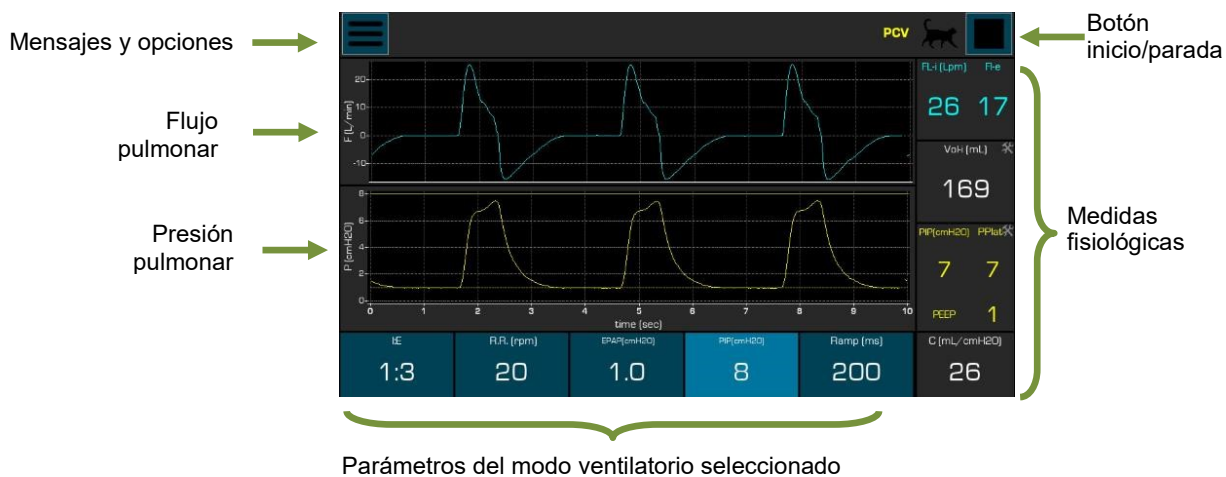 Mensajes y opciones
Flujo
pulmonar
Presión
pulmonar
PCV
Botón
inicio/parada
F (L/min)
20
10
0
-10
P (cmH2O)
8
6
4
2
0
0 1 2 3 4 5 6 7 8 9 10
time (sec)
FL-i (Lpm) Fl-e
26 17
Vol-i (mL)
169
PIP(cmH2O) PPlat
7 7
PEEP 1
C (mL/cmH2O)
26
Medidas
fisiológicas
I:E
1:3
R.R. (rpm)
20
EPAP(cmH2O)
1.0
PIP(cmH2O)
8
Ramp (ms)
200
Parámetros del modo ventilatorio seleccionado